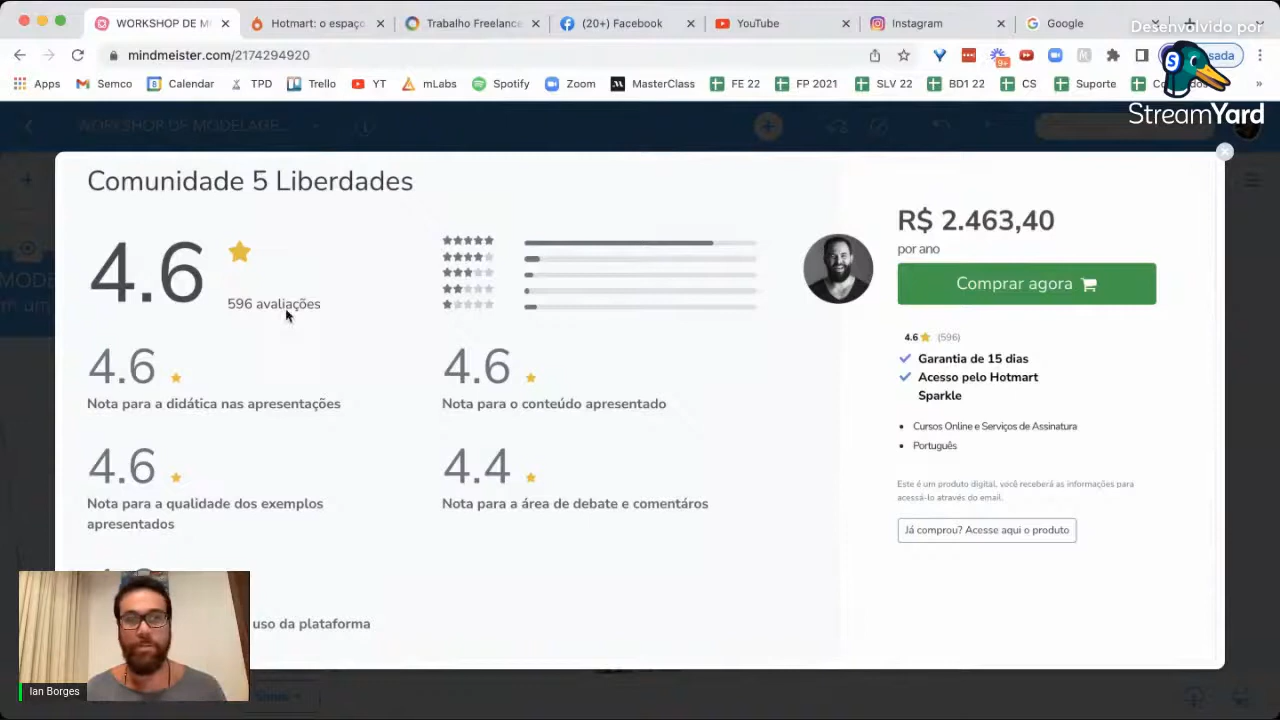 WORKSHOP DE M
Hotmart: o espaço
Trabalho Freelance
(20+) Facebook
YouTube
Instagram
Google
Desenvolvido por
mindmeister.com/2174294920
9+
Apps
Semco
Calendar
TPD
Trello
YT
mLabs
Spotify
Zoom
MasterClass
FE 22
FP 2021
SLV 22
BD1 22
CS
Suporte
StreamYard
WORKSHOP DE MODELAGE...
Comunidade 5 Liberdades
4.6
596 avaliações
4.6
Nota para a didática nas apresentações
4.6
Nota para o conteúdo apresentado
4.6
Nota para a qualidade dos exemplos
apresentados
4.4
Nota para a área de debate e comentáros
uso da plataforma
R$ 2.463,40
por ano
Comprar agora
4.6 (596)
Garantia de 15 dias
Acesso pelo Hotmart
Sparkle
Cursos Online e Serviços de Assinatura
Português
Este é um produto digital, você receberá as informações para
acessá-lo através do email.
Já comprou? Acesse aqui o produto
Ian Borges